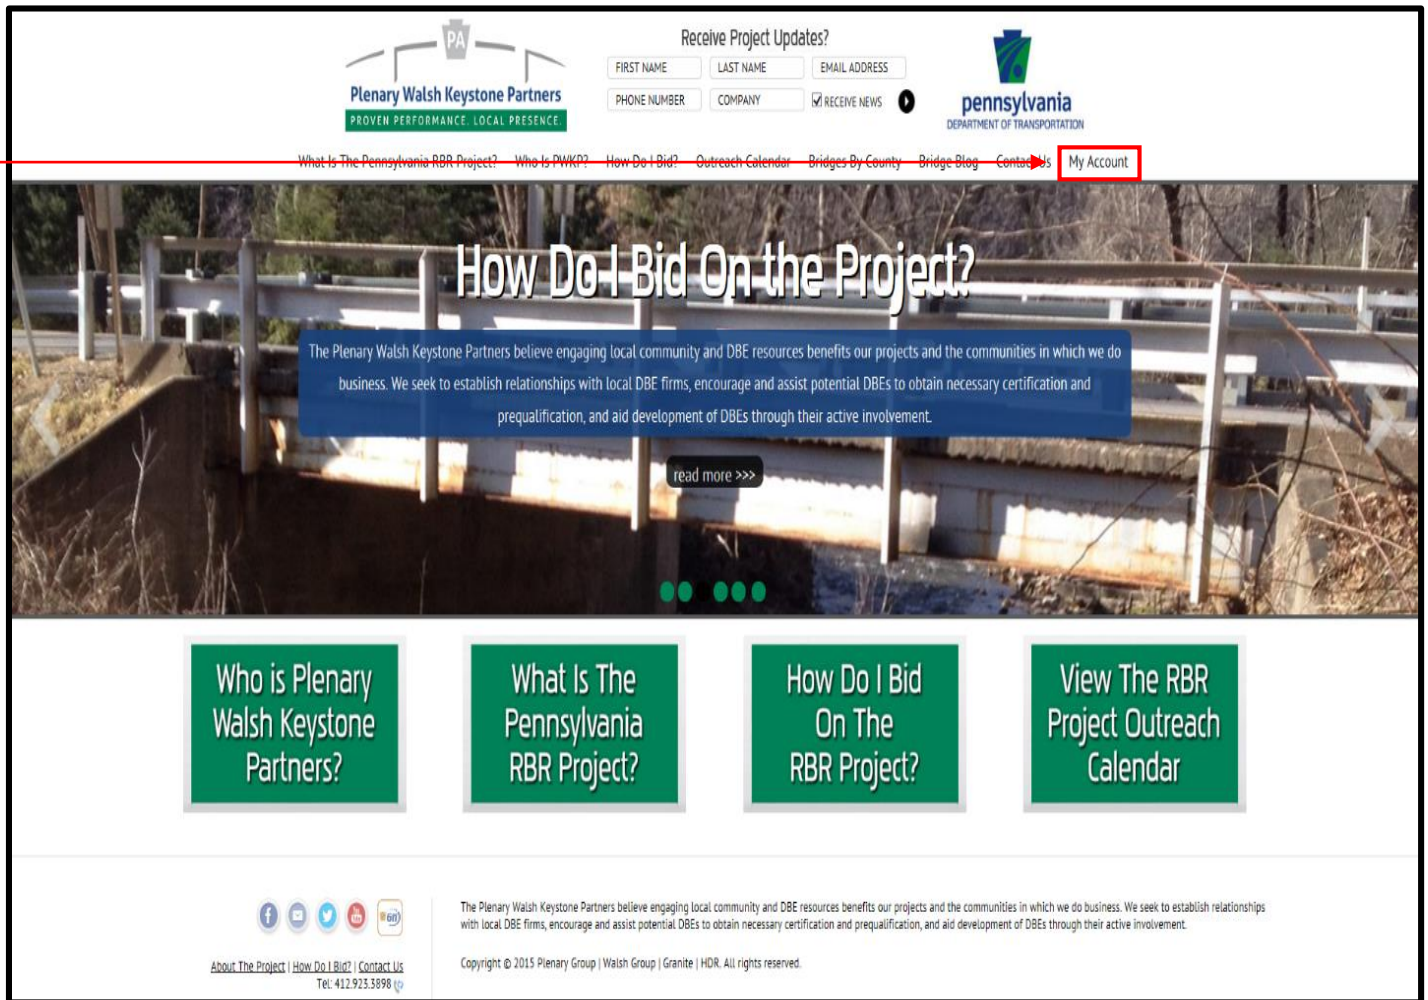 PA
Plenary Walsh Keystone Partners
PROVEN PERFORMANCE. LOCAL PRESENCE.
Receive Project Updates?
FIRST NAME LAST NAME EMAIL ADDRESS
PHONE NUMBER COMPANY RECEIVE NEWS
pennsylvania
DEPARTMENT OF TRANSPORTATION
What Is The Pennsylvania RBR Project? Who Is PWKP? How Do I Bid? Outreach Calendar Bridges By County Bridge Blog Contact Us My Account
How Do I Bid On the Project?
The Plenary Walsh Keystone Partners believe engaging local community and DBE resources benefits our projects and the communities in which we do
business. We seek to establish relationships with local DBE firms, encourage and assist potential DBEs to obtain necessary certification and
prequalification, and aid development of DBEs through their active involvement.
read more >>>
Who is Plenary
Walsh Keystone
Partners?
What Is The
Pennsylvania
RBR Project?
How Do I Bid
On The
RBR Project?
View The RBR
Project Outreach
Calendar
The Plenary Walsh Keystone Partners believe engaging local community and DBE resources benefits our projects and the communities in which we do business. We seek to establish relationships
with local DBE firms, encourage and assist potential DBEs to obtain necessary certification and prequalification, and aid development of DBEs through their active involvement.
About The Project | How Do I Bid? | Contact Us
Tel: 412.923.3898
Copyright © 2015 Plenary Group | Walsh Group | Granite | HDR. All rights reserved.